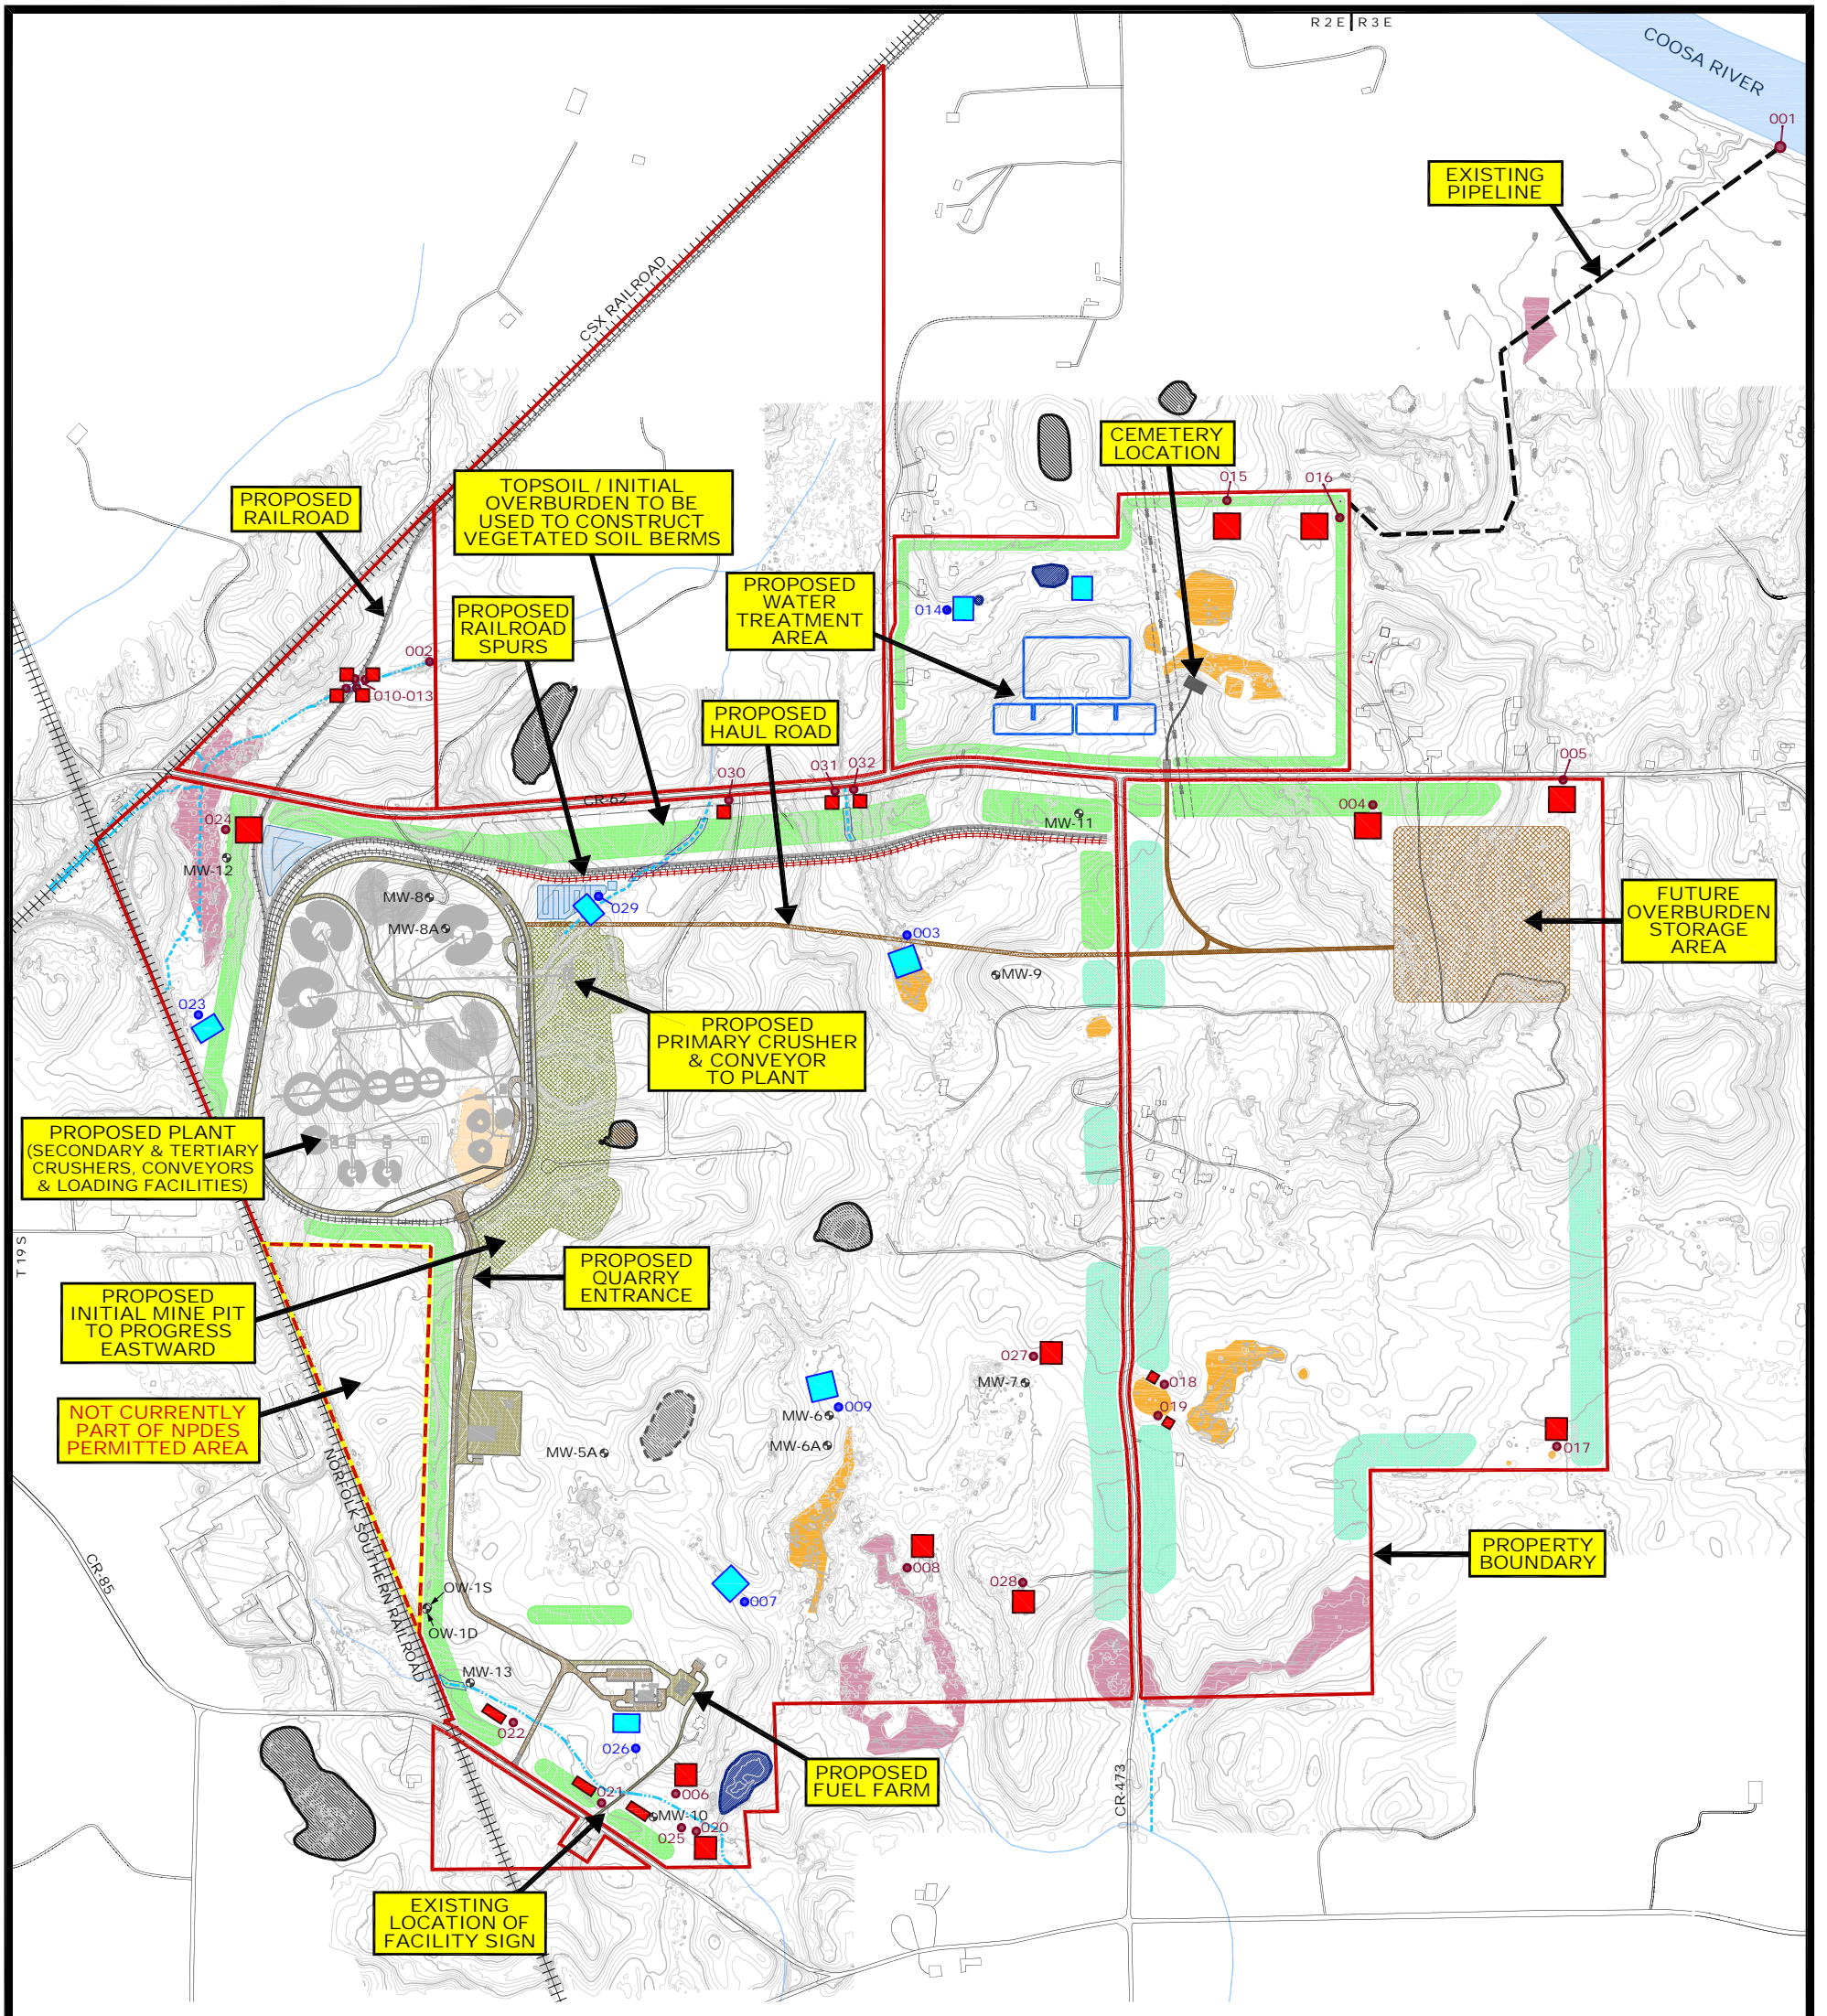 R 2 E | R 3 E
COOSA RIVER
001
EXISTING
PIPELINE
CSX RAILROAD
CEMETERY
LOCATION
015
016
PROPOSED
RAILROAD
TOPSOIL / INITIAL
OVERBURDEN TO BE
USED TO CONSTRUCT
VEGETATED SOIL BERMS
PROPOSED
WATER
TREATMENT
AREA
PROPOSED
RAILROAD
SPURS
014
002
010-013
PROPOSED
HAUL ROAD
030
031
032
005
CR-62
004
024
MW-11
MW-12
MW-8
MW-8A
029
003
FUTURE
OVERBURDEN
STORAGE
AREA
MW-9
023
PROPOSED
PRIMARY CRUSHER
& CONVEYOR
TO PLANT
PROPOSED PLANT
(SECONDARY & TERTIARY
CRUSHERS, CONVEYORS
& LOADING FACILITIES)
T 19 S
PROPOSED
QUARRY
ENTRANCE
PROPOSED
INITIAL MINE PIT
TO PROGRESS
EASTWARD
027
MW-7
018
NOT CURRENTLY
PART OF NPDES
PERMITTED AREA
009
MW-6
019
MW-6A
MW-5A
017
NORFOLK SOUTHERN RAILROAD
PROPERTY
BOUNDARY
CR-85
008
028
OW-1S
007
OW-1D
MW-13
022
026
PROPOSED
FUEL FARM
CR-473
021
006
MW-10
025
020
EXISTING
LOCATION OF
FACILITY SIGN